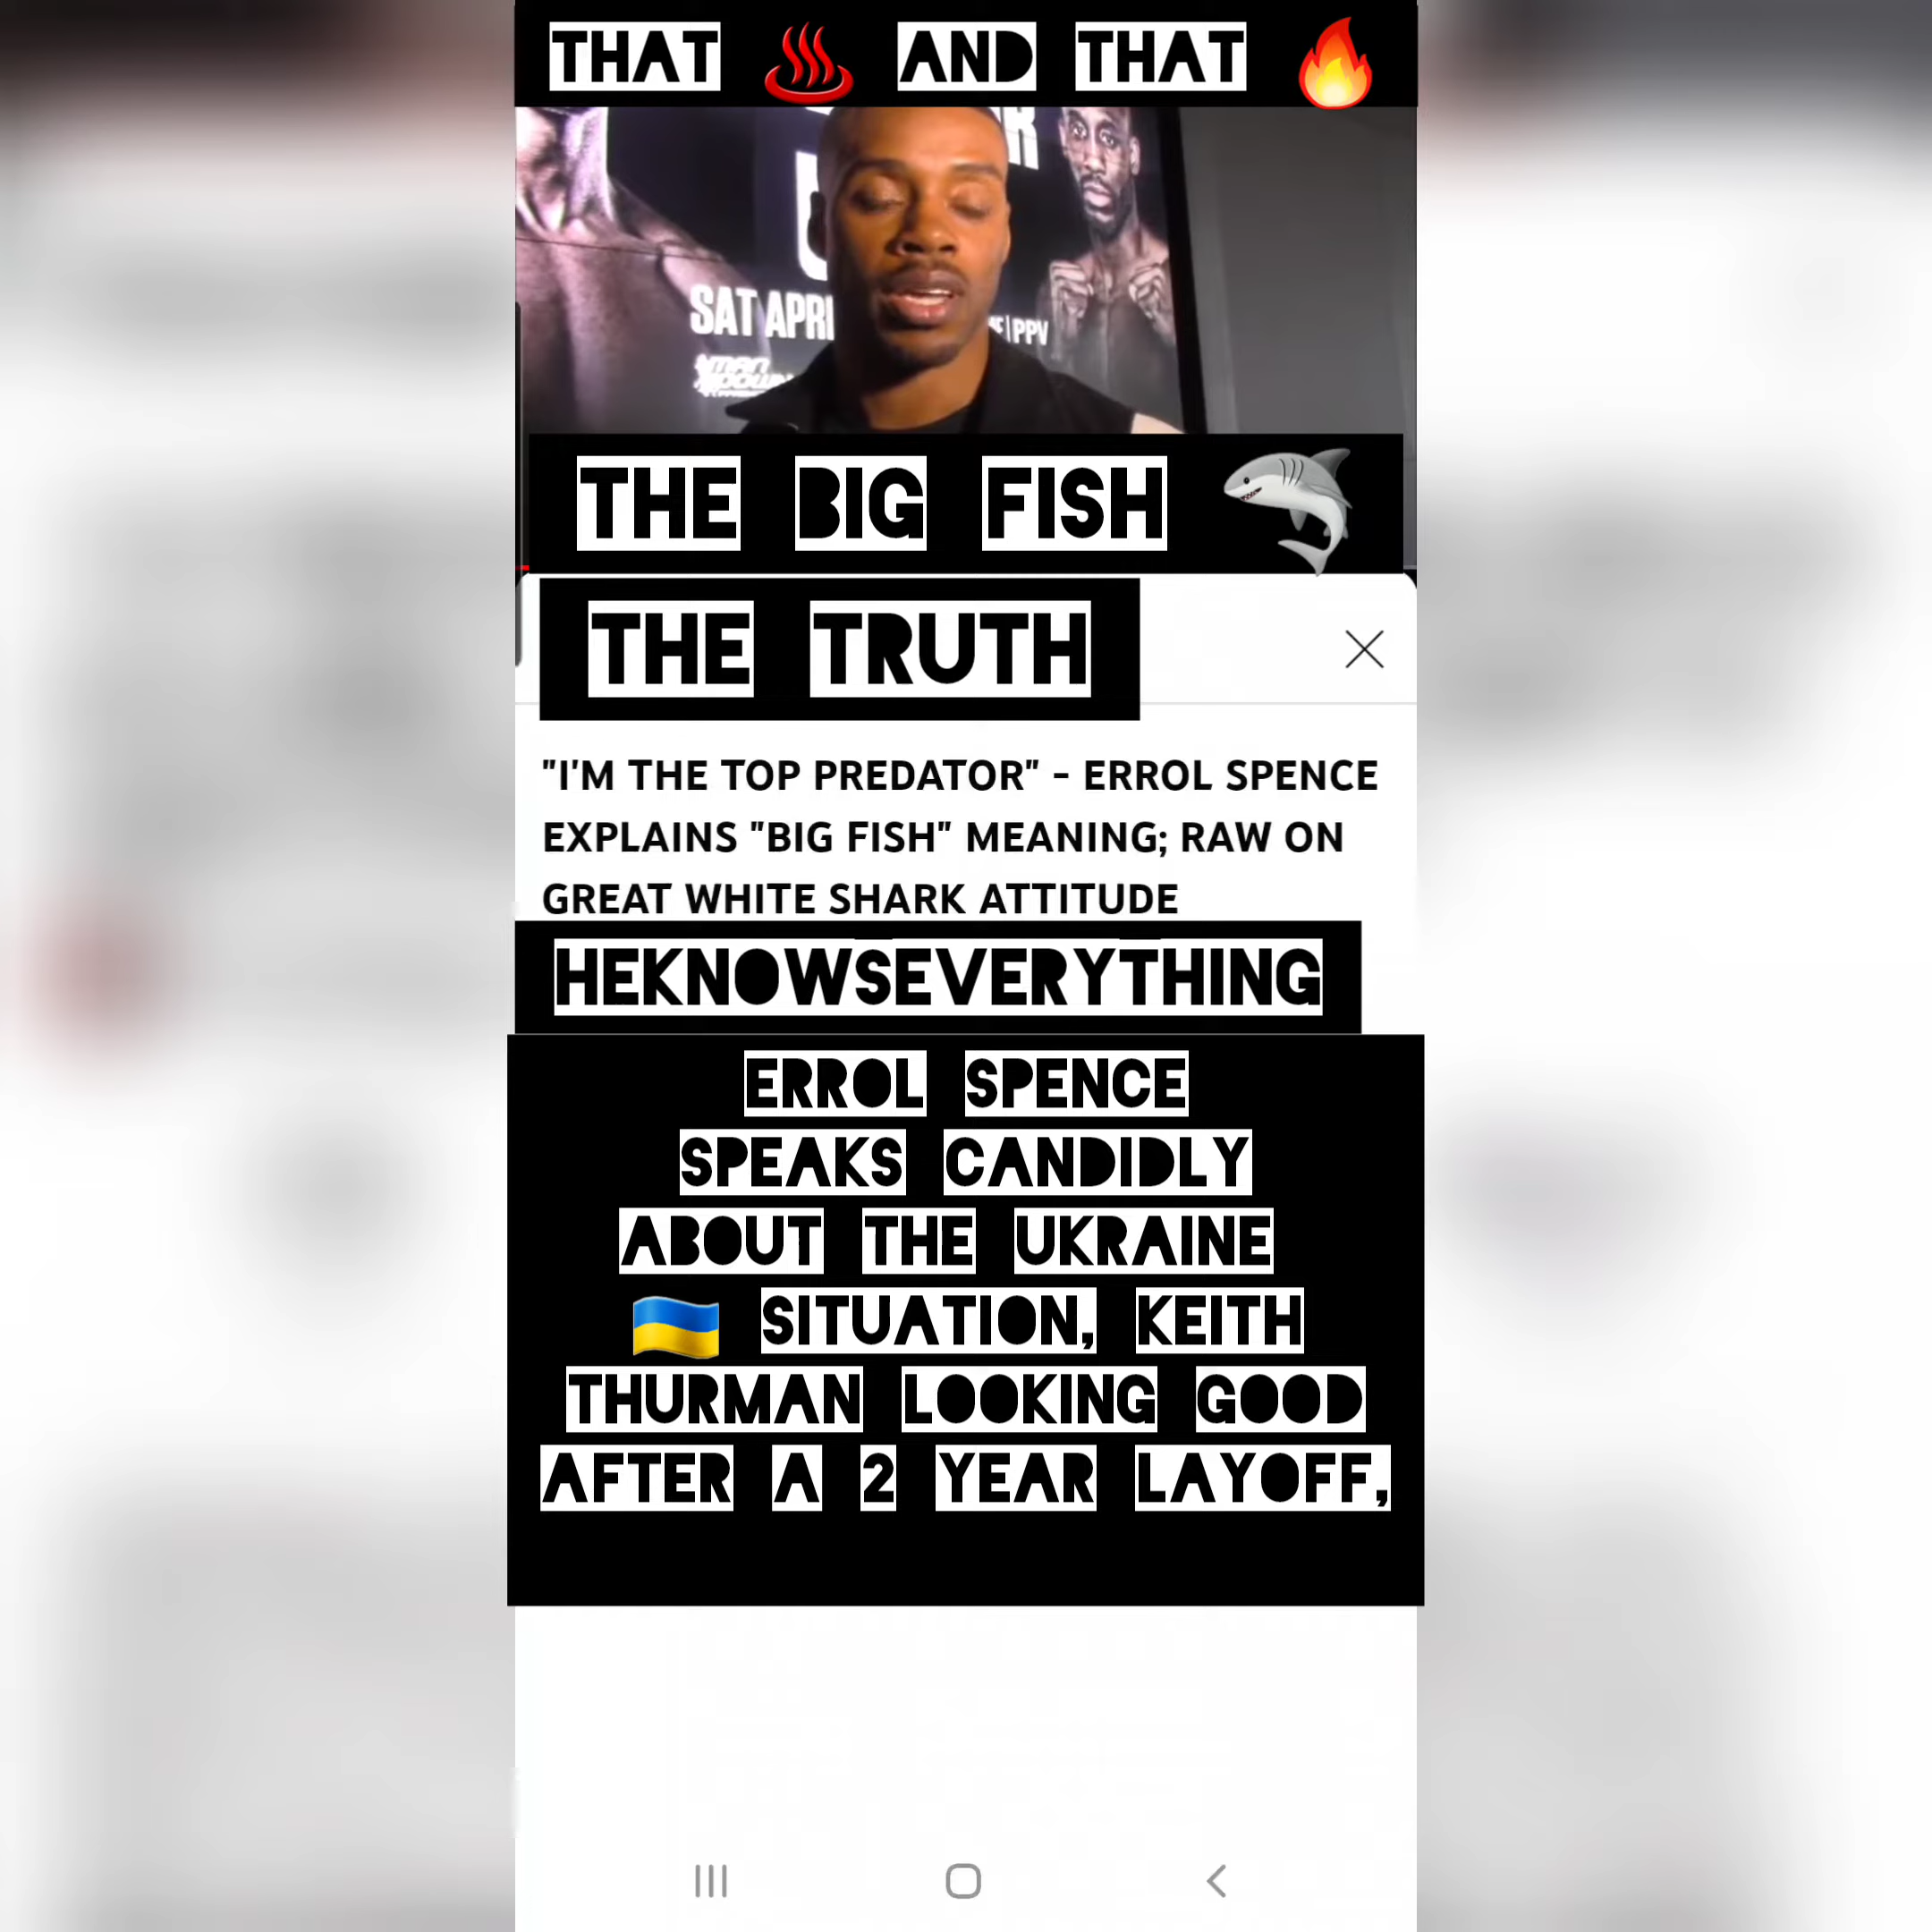 THAT ♨️ AND THAT 🔥
SAT APRI
PPV
THE BIG FISH 🦈
THE TRUTH
"I'M THE TOP PREDATOR" - ERROL SPENCE
EXPLAINS "BIG FISH" MEANING; RAW ON
GREAT WHITE SHARK ATTITUDE
HEKNOWSEVERYTHING
ERROL SPENCE
SPEAKS CANDIDLY
ABOUT THE UKRAINE
🇺🇦 SITUATION, KEITH
THURMAN LOOKING GOOD
AFTER A 2 YEAR LAYOFF,